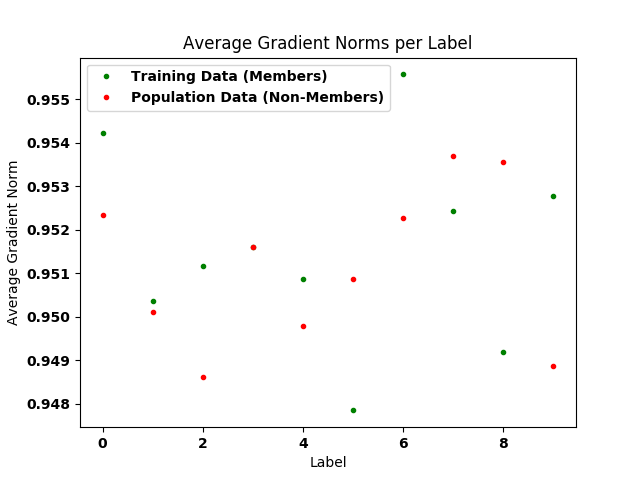 Average Gradient Norms per Label
Training Data (Members)
Population Data (Non-Members)
0.955
0.954
0.953
0.952
0.951
0.950
0.949
0.948
Average Gradient Norm
0 2 4 6 8
Label